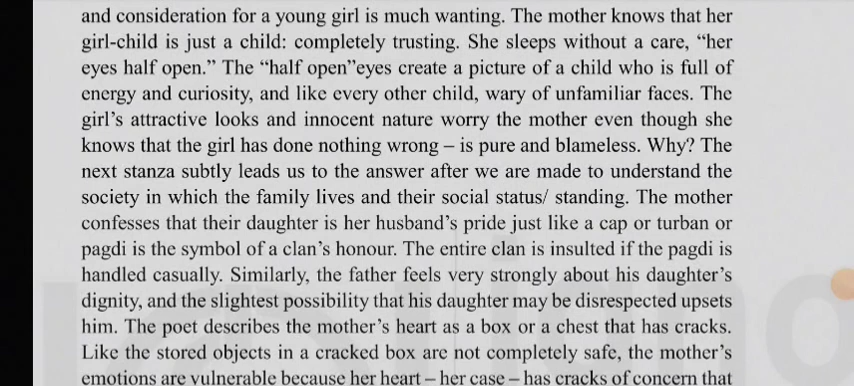 and consideration for a young girl is much wanting. The mother knows that her
girl-child is just a child: completely trusting. She sleeps without a care, “her
eyes half open.” The “half open”eyes create a picture of a child who is full of
energy and curiosity, and like every other child, wary of unfamiliar faces. The
girl’s attractive looks and innocent nature worry the mother even though she
knows that the girl has done nothing wrong – is pure and blameless. Why? The
next stanza subtly leads us to the answer after we are made to understand the
society in which the family lives and their social status/ standing. The mother
confesses that their daughter is her husband’s pride just like a cap or turban or
pagdi is the symbol of a clan’s honour. The entire clan is insulted if the pagdi is
handled casually. Similarly, the father feels very strongly about his daughter’s
dignity, and the slightest possibility that his daughter may be disrespected upsets
him. The poet describes the mother’s heart as a box or a chest that has cracks.
Like the stored objects in a cracked box are not completely safe, the mother’s
emotions are vulnerable because her heart – her case – has cracks of concern that